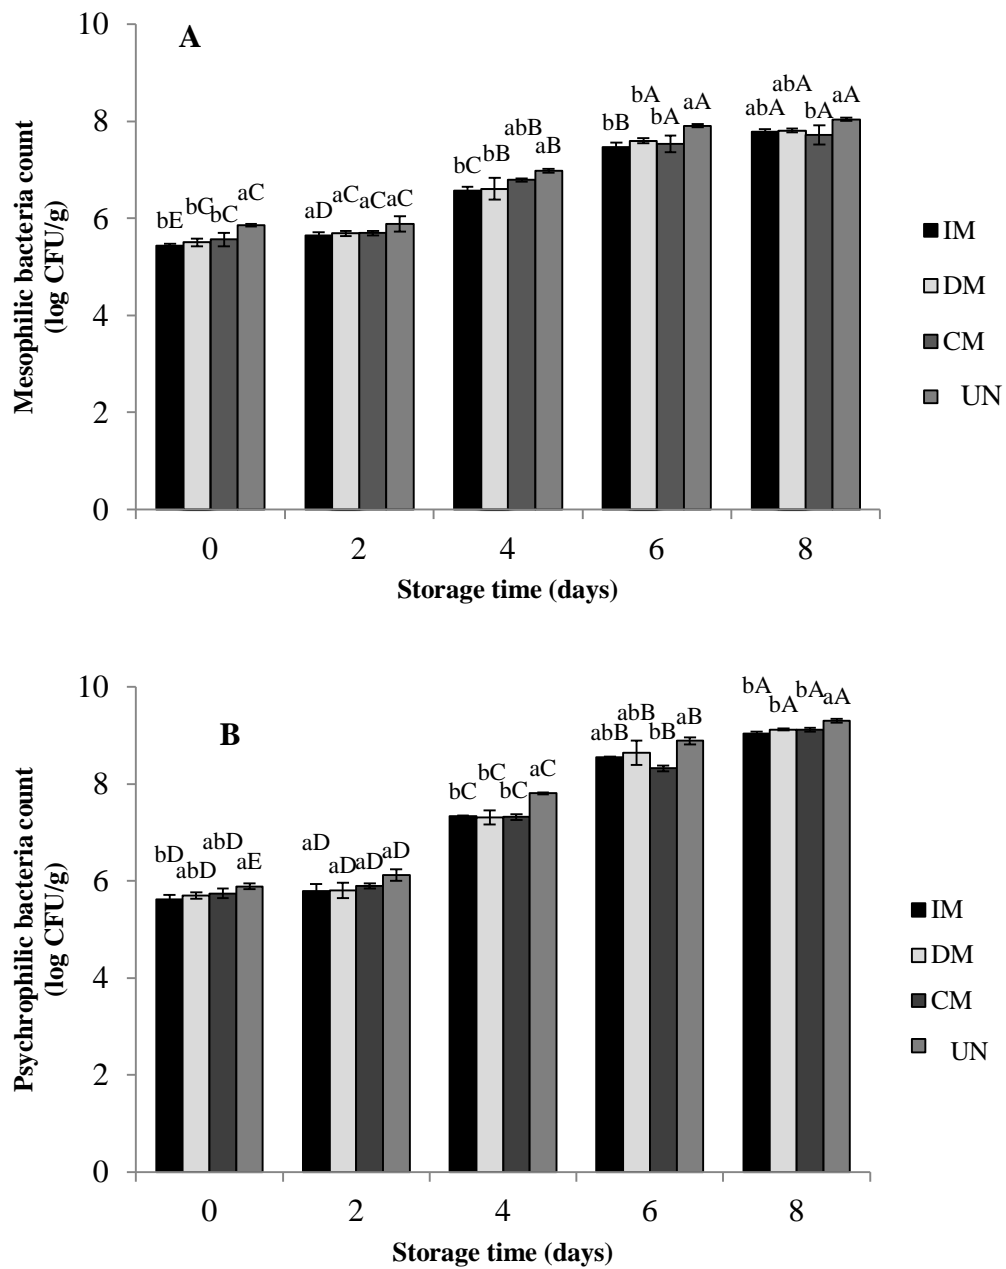 A
Mesophilic bacteria count
(log CFU/g)
10
8
6
4
2
0
bE bC bC aC
aD aC aC aC
bC bB abB aB
bB bA bA aA
abA abA bA aA
0 2 4 6 8
Storage time (days)
IM
DM
CM
UN
B
Psychrophilic bacteria count
(log CFU/g)
10
8
6
4
2
0
bD abD abD aE
aD aD aD aD
bC bC bC aC
abB abB bB aB
bA bA bA aA
0 2 4 6 8
Storage time (days)
IM
DM
CM
UN